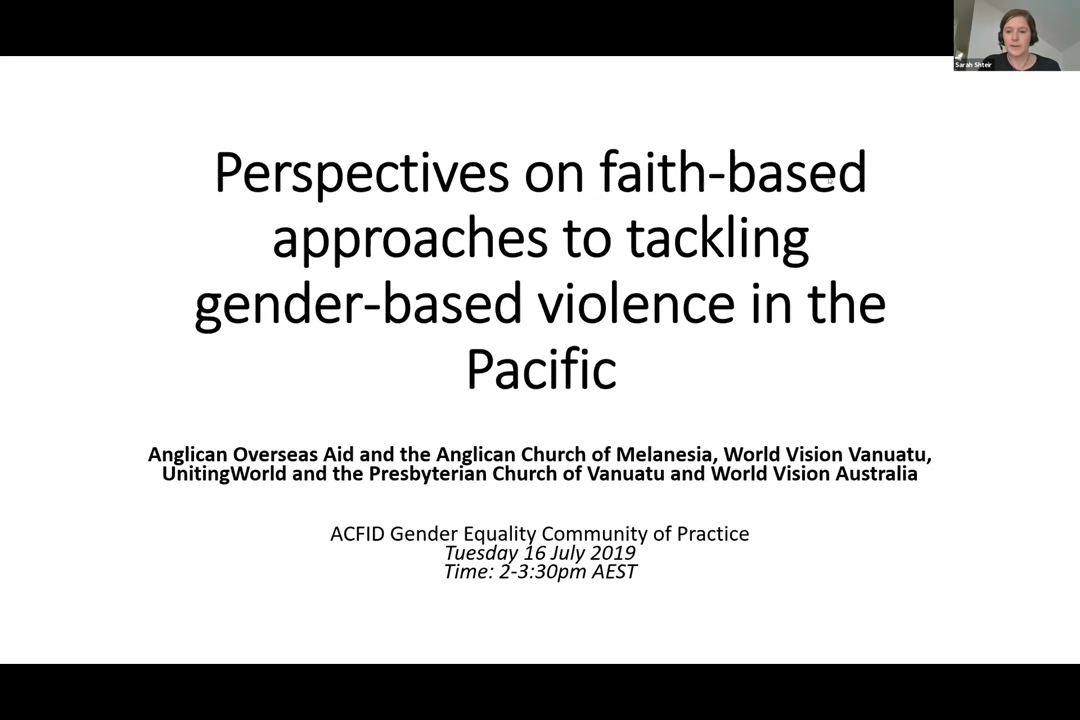 Sarah Shteir
Perspectives on faith-based
approaches to tackling
gender-based violence in the
Pacific
Anglican Overseas Aid and the Anglican Church of Melanesia, World Vision Vanuatu,
UnitingWorld and the Presbyterian Church of Vanuatu and World Vision Australia
ACFID Gender Equality Community of Practice
Tuesday 16 July 2019
Time: 2-3:30pm AEST